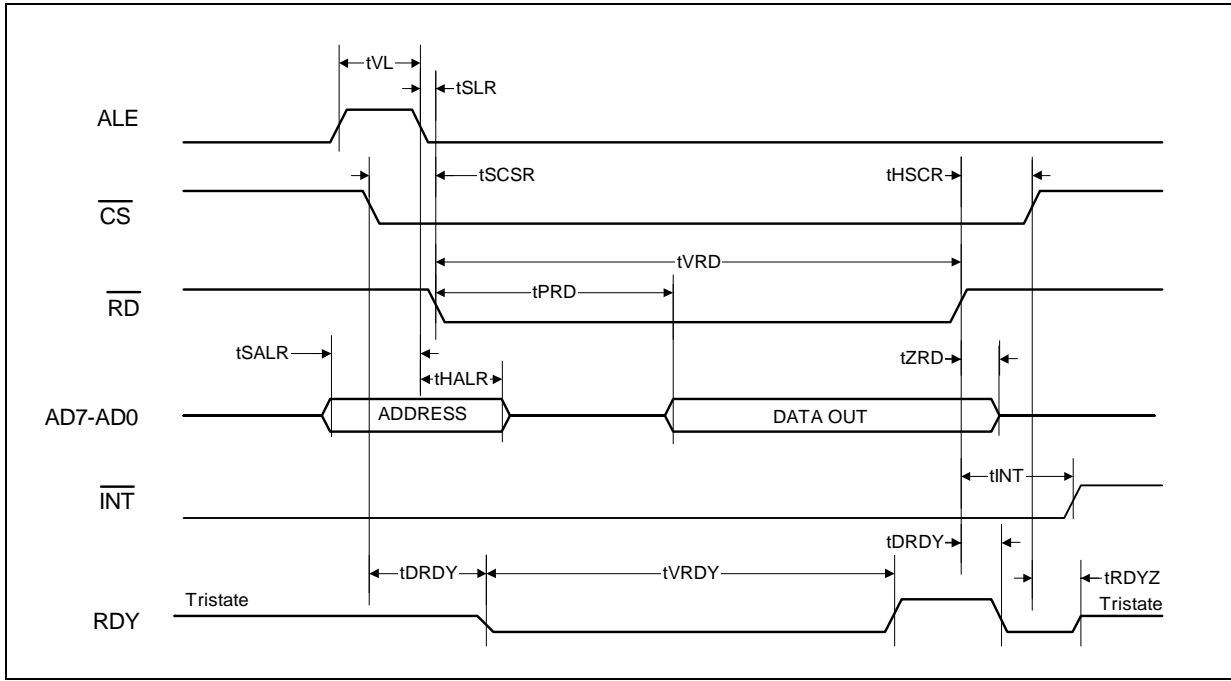 tVL
tSLR
ALE
tSCSR
tHSCR
CS
tVRD
RD
tPRD
tSALR
tZRD
tHALR
AD7-AD0
ADDRESS
DATA OUT
INT
tINT
tDRDY
tDRDY
tVRDY
tRDYZ
Tristate
Tristate
RDY